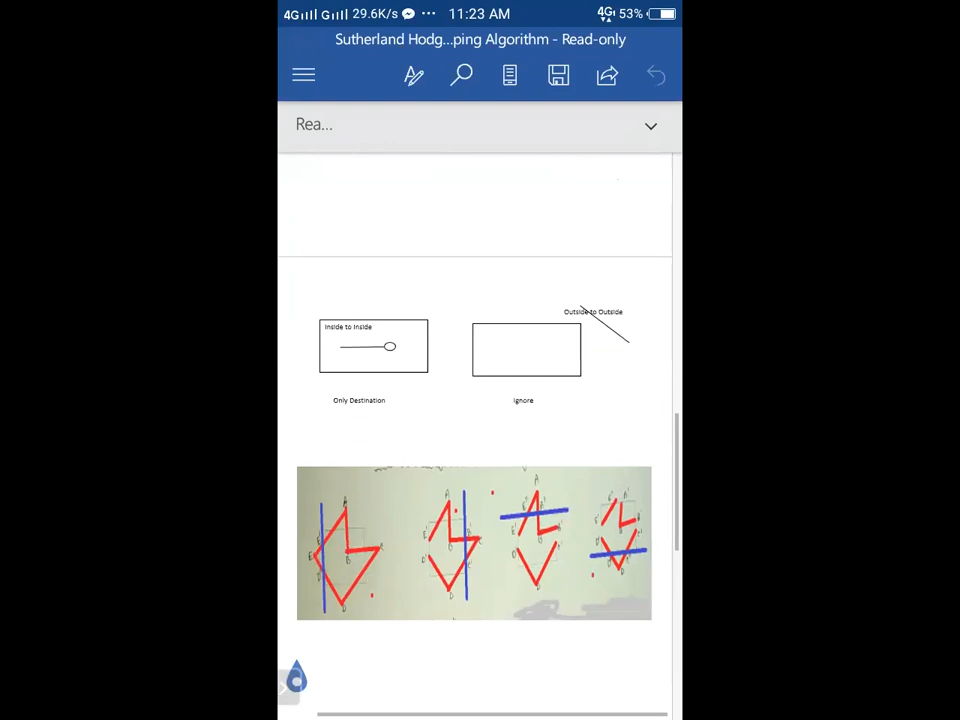 4G G 29.6K/s ... 11:23 AM 4G 53%
Sutherland Hodg...ping Algorithm - Read-only
Rea...
Outside to Outside
Inside to Inside
Only Destination
Ignore
A A A
E' B' E' A'
E B C E' B C D' C'
D' D' C'
D D D